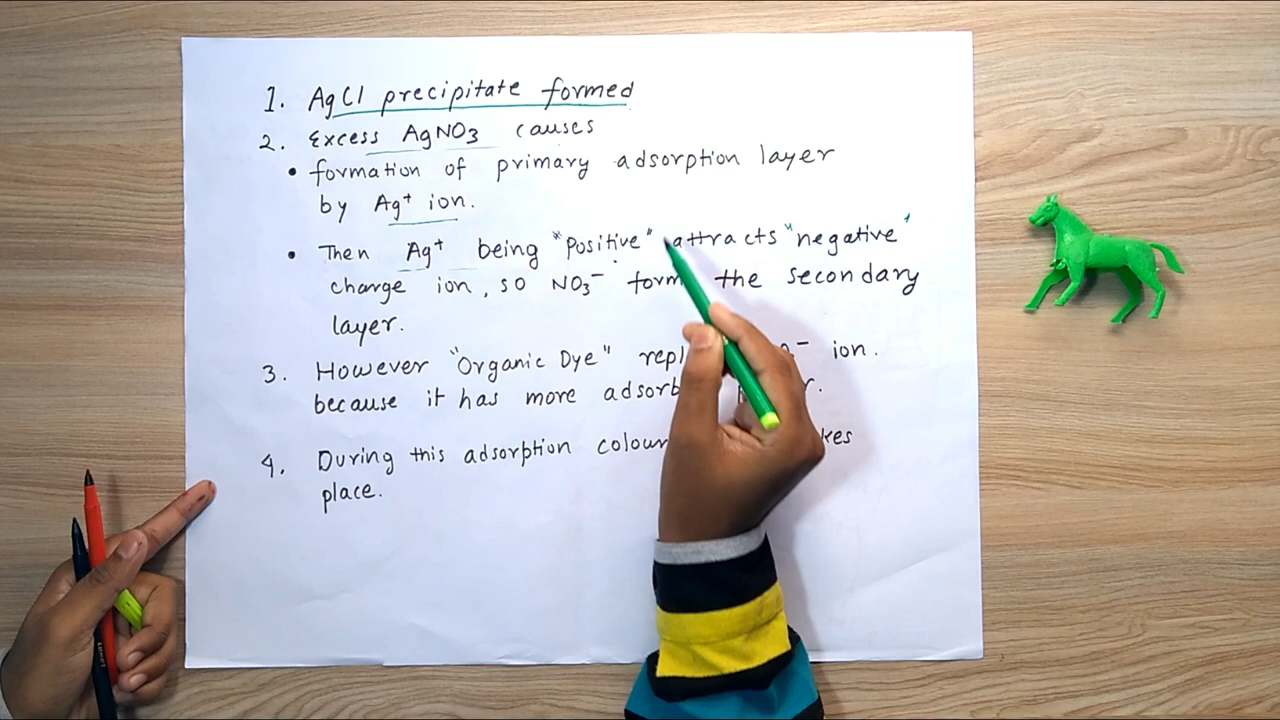 1. AgCl precipitate formed
2. Excess AgNO3 causes
• formation of primary adsorption layer
by Ag⁺ ion.
• Then Ag⁺ being "positive" attracts "negative"
charge ion, so NO3⁻ form the secondary
layer.
3. However "Organic Dye" ion.
because it has more
4. During this adsorption
place.